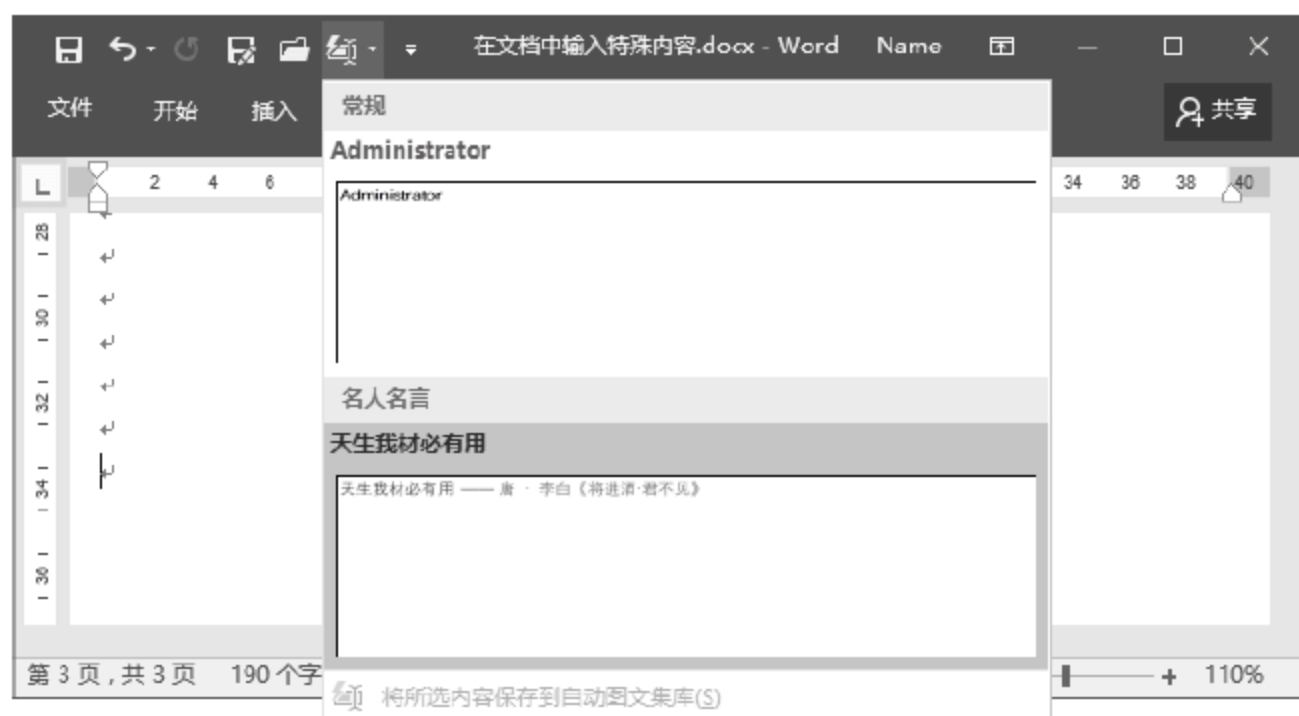 在文档中输入特殊内容.docx - Word Name
文件 开始 插入 共享
常规
Administrator
L 2 4 6 34 36 38 40
Administrator
28
30
32
34
36
名人名言
天生我材必有用
天生我材必有用 —— 唐 · 李白《将进酒·君不见》
第 3 页，共 3 页 190 个字 110%
将所选内容保存到自动图文集库(S)